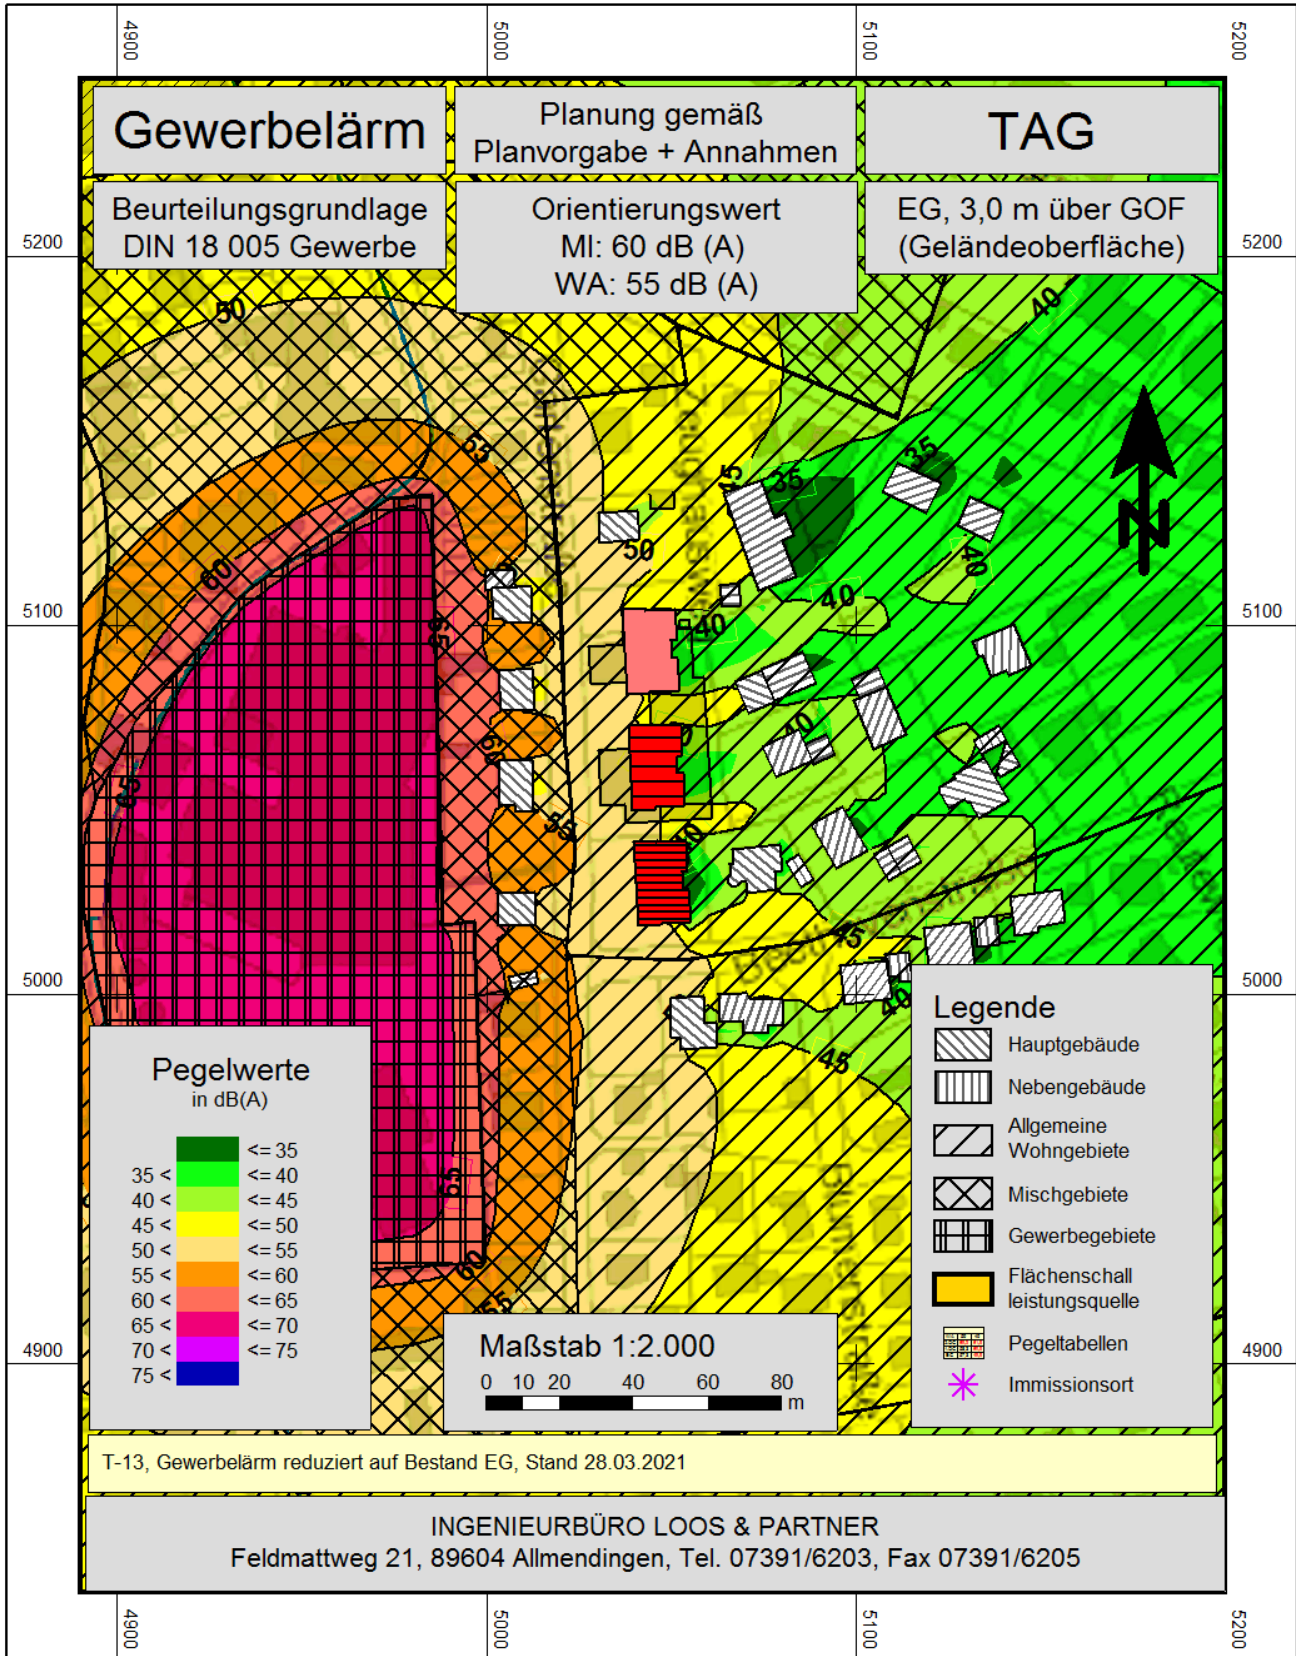 4900
5000
5100
5200
Gewerbelärm
Planung gemäß
Planvorgabe + Annahmen
TAG
Beurteilungsgrundlage
DIN 18 005 Gewerbe
Orientierungswert
MI: 60 dB (A)
WA: 55 dB (A)
EG, 3,0 m über GOF
(Geländeoberfläche)
5200
5200
50
40
55
45
35
35
60
50
40
N
5100
5100
65
40
40
60
65
40
55
40
45
Beethovenstraße
5000
5000
40
45
65
60
55
4900
4900
Pegelwerte
in dB(A)
<= 35
35 < <= 40
40 < <= 45
45 < <= 50
50 < <= 55
55 < <= 60
60 < <= 65
65 < <= 70
70 < <= 75
75 <
Maßstab 1:2.000
0 10 20 40 60 80
m
Legende
Hauptgebäude
Nebengebäude
Allgemeine
Wohngebiete
Mischgebiete
Gewerbegebiete
Flächenschall
leistungsquelle
Pegeltabellen
Immissionsort
T-13, Gewerbelärm reduziert auf Bestand EG, Stand 28.03.2021
INGENIEURBÜRO LOOS & PARTNER
Feldmattweg 21, 89604 Allmendingen, Tel. 07391/6203, Fax 07391/6205
4900
5000
5100
5200